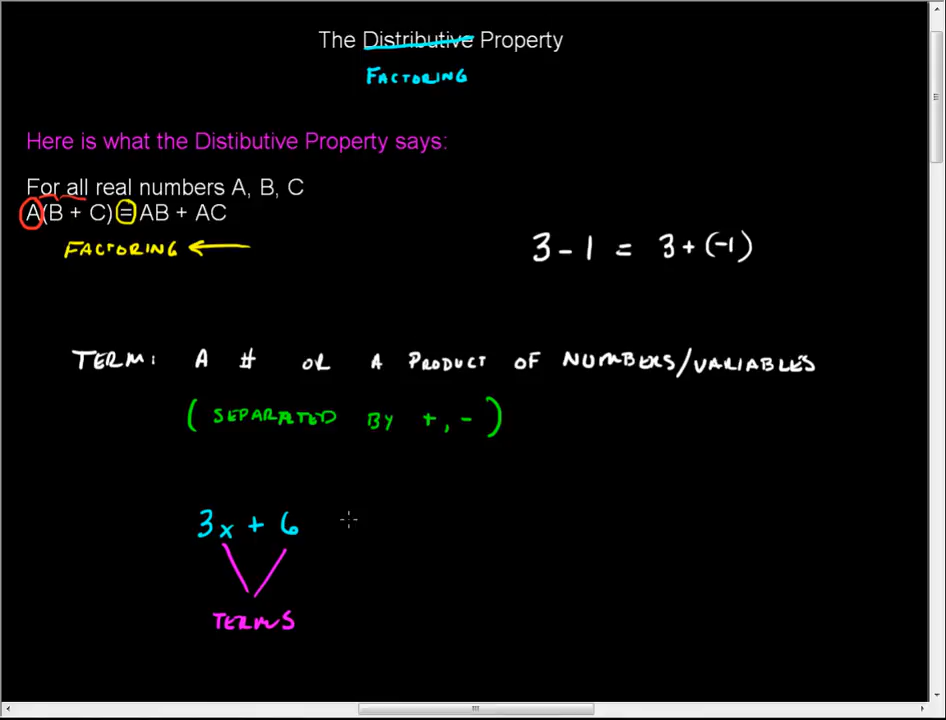 The Distributive Property
FACTORING
Here is what the Distibutive Property says:
For all real numbers A, B, C
A(B + C) = AB + AC
FACTORING ←
3 - 1 = 3 + (-1)
TERM: A # OR A PRODUCT OF NUMBERS/VARIABLES
(SEPARATED BY +, -)
3x + 6
TERMS